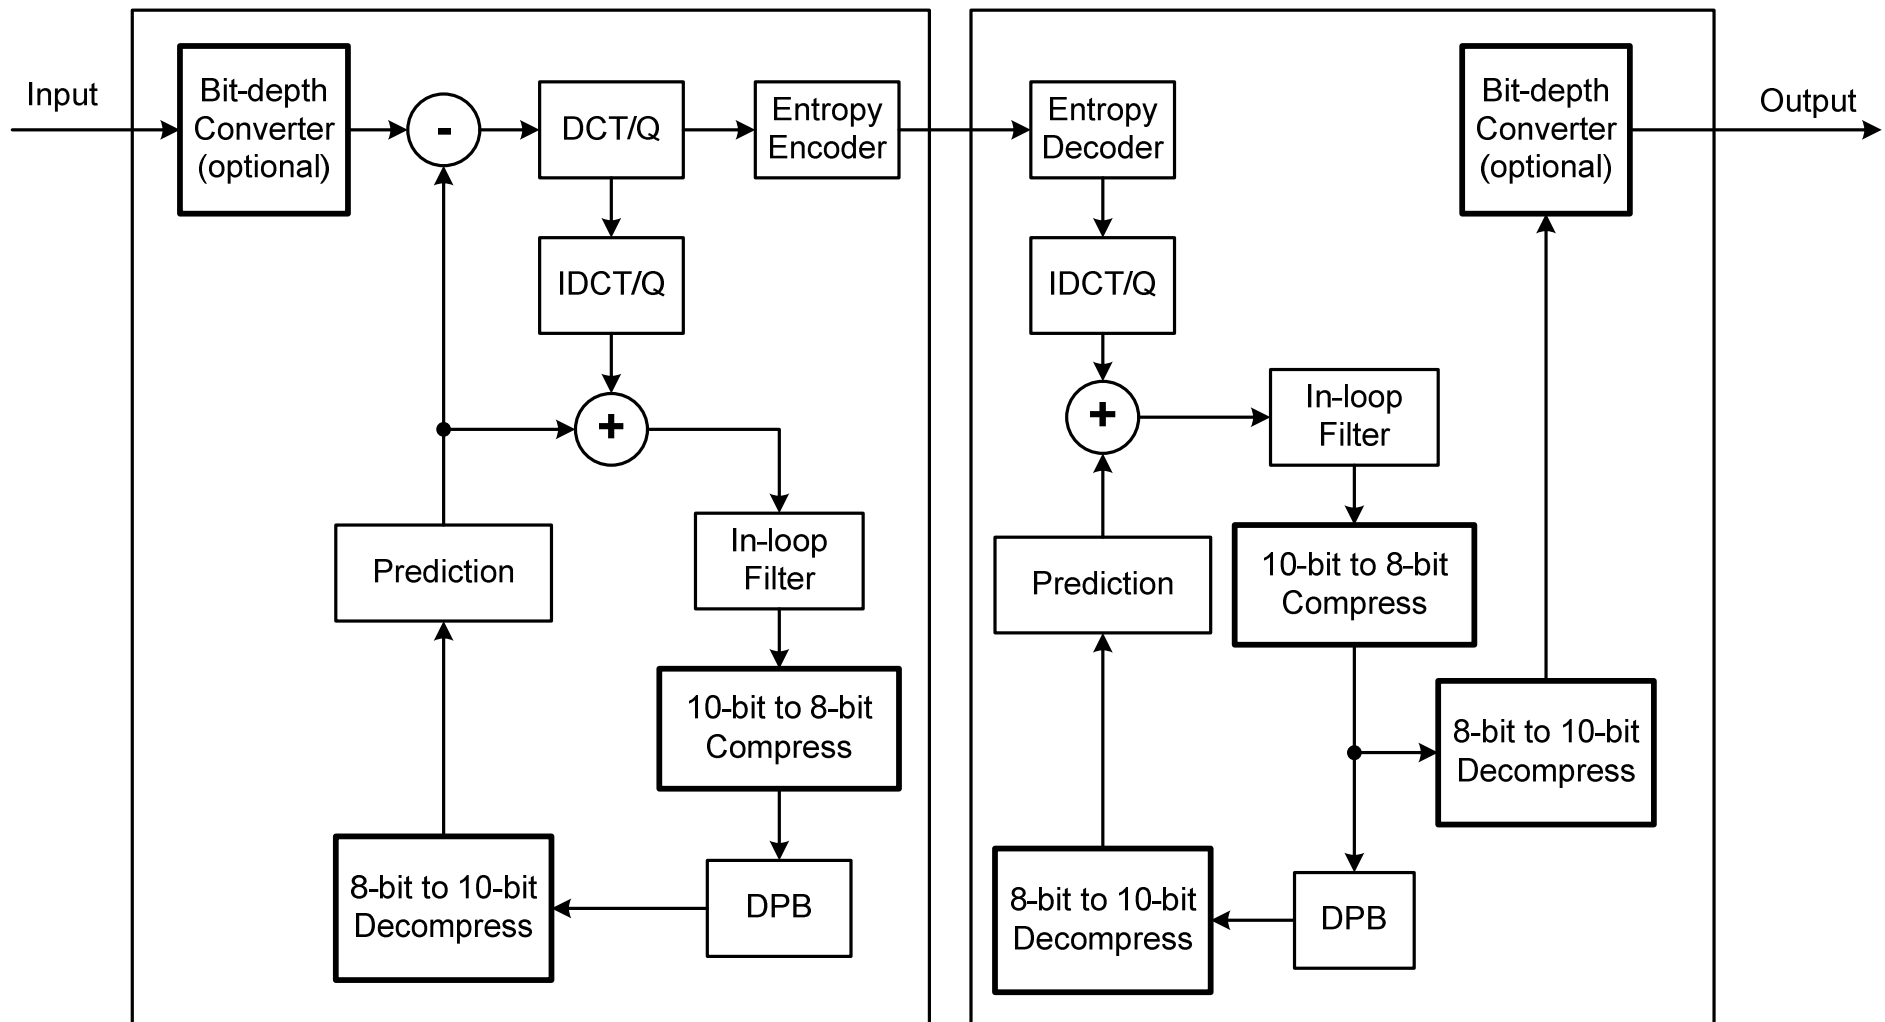 Input
Bit-depth
Converter
(optional)
-
DCT/Q
Entropy
Encoder
IDCT/Q
+
In-loop
Filter
Prediction
10-bit to 8-bit
Compress
8-bit to 10-bit
Decompress
DPB
Entropy
Decoder
Bit-depth
Converter
(optional)
Output
IDCT/Q
+
In-loop
Filter
Prediction
10-bit to 8-bit
Compress
8-bit to 10-bit
Decompress
8-bit to 10-bit
Decompress
DPB